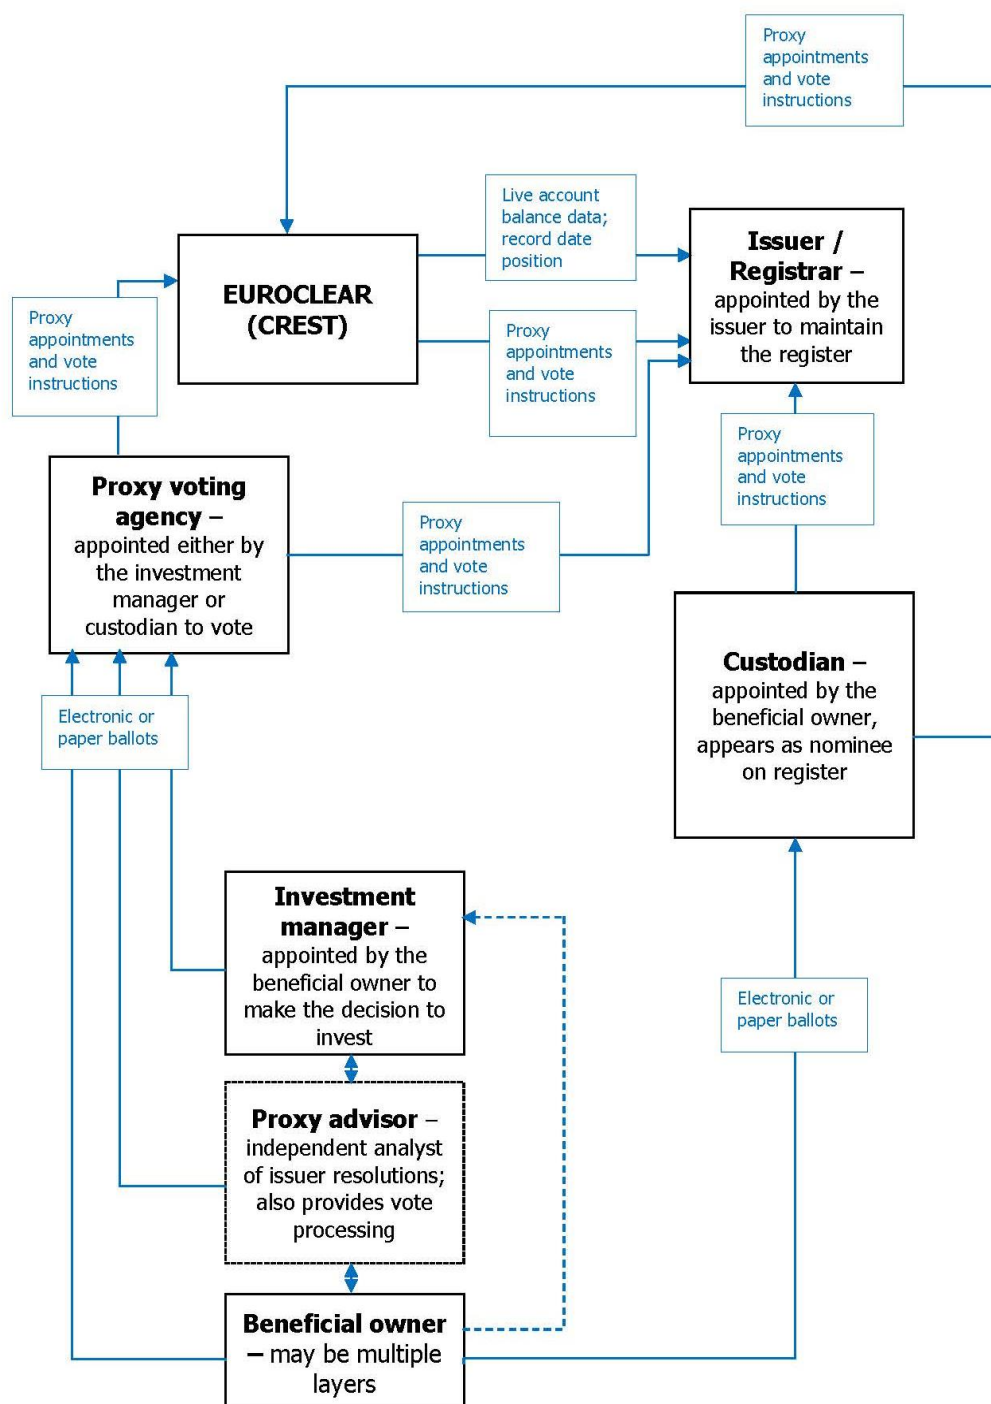 Proxy
appointments
and vote
instructions
Live account
balance data;
record date
position
Issuer /
Registrar –
appointed by the
issuer to maintain
the register
EUROCLEAR
(CREST)
Proxy
appointments
and vote
instructions
Proxy
appointments
and vote
instructions
Proxy
appointments
and vote
instructions
Proxy voting
agency –
appointed either by
the investment
manager or
custodian to vote
Proxy
appointments
and vote
instructions
Custodian –
appointed by the
beneficial owner,
appears as nominee
on register
Electronic or
paper ballots
Investment
manager –
appointed by the
beneficial owner to
make the decision to
invest
Electronic or
paper ballots
Proxy advisor –
independent analyst
of issuer resolutions;
also provides vote
processing
Beneficial owner
– may be multiple
layers